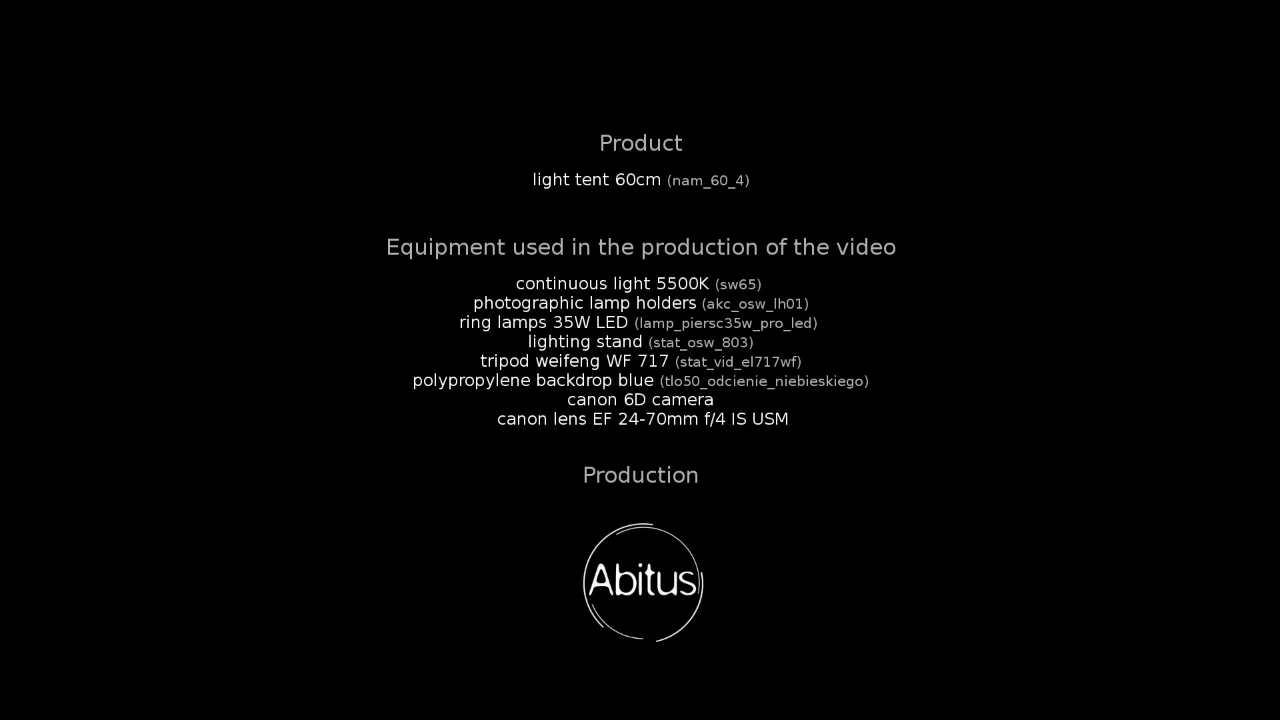 Product
light tent 60cm (nam_60_4)
Equipment used in the production of the video
continuous light 5500K (sw65)
photographic lamp holders (akc_osw_lh01)
ring lamps 35W LED (lamp_piersc35w_pro_led)
lighting stand (stat_osw_803)
tripod weifeng WF 717 (stat_vid_el717wf)
polypropylene backdrop blue (tlo50_odcienie_niebieskiego)
canon 6D camera
canon lens EF 24-70mm f/4 IS USM
Production
Abitus